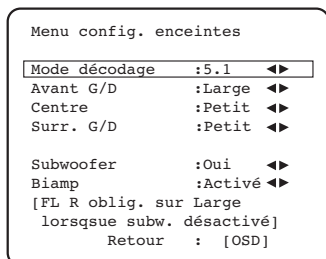 Menu config. enceintes
Mode décodage :5.1 ◄►
Avant G/D :Large ◄►
Centre :Petit ◄►
Surr. G/D :Petit ◄►
Subwoofer :Oui ◄►
Biamp :Activé ◄►
[FL R oblig. sur Large
lorsqsue subw. désactivé]
Retour : [OSD]